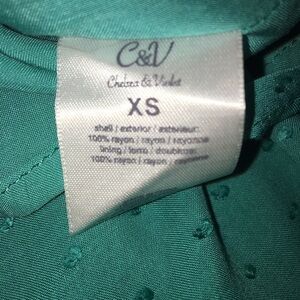 C&V
Chelsea & Violet
XS
shell / exterior / extérieur:
100% rayon / rayon / rayonne
lining / forro / doublure:
100% rayon / rayon / rayonne